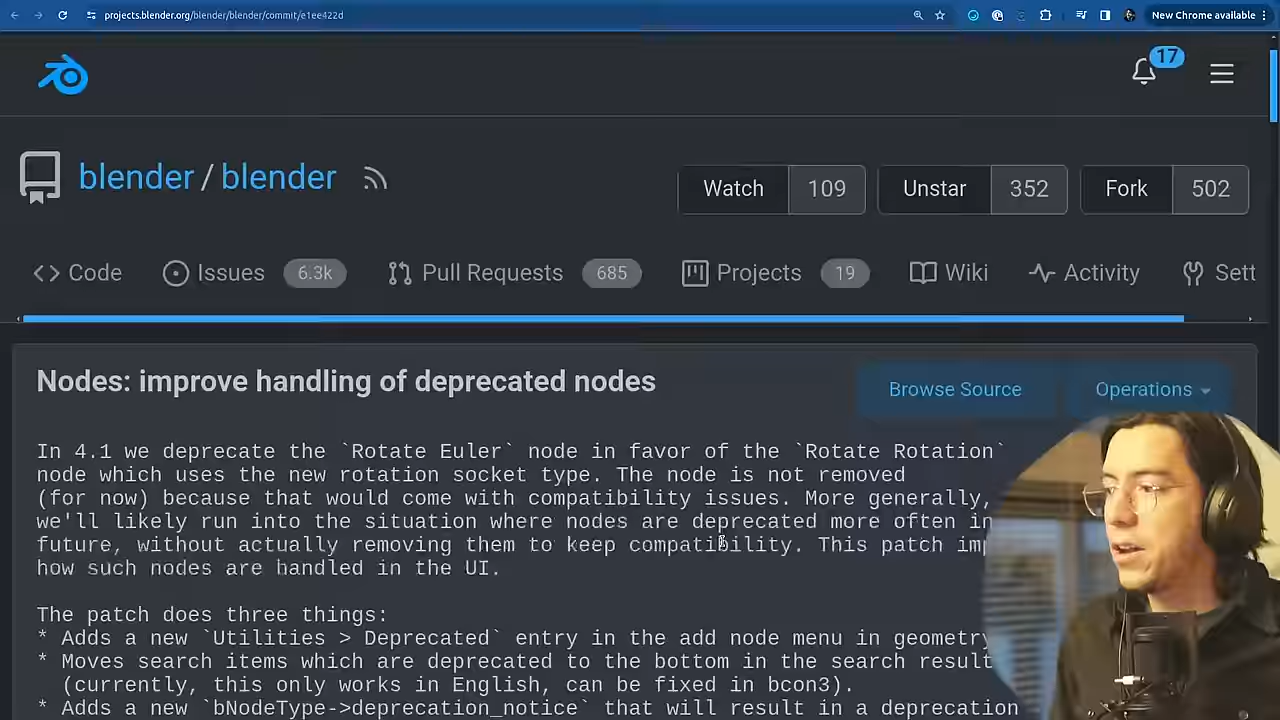 projects.blender.org/blender/blender/commit/e1ee422d
New Chrome available
17
blender / blender
Watch 109
Unstar 352
Fork 502
Code
Issues 6.3k
Pull Requests 685
Projects 19
Wiki
Activity
Sett
Nodes: improve handling of deprecated nodes
Browse Source
Operations
In 4.1 we deprecate the `Rotate Euler` node in favor of the `Rotate Rotation`
node which uses the new rotation socket type. The node is not removed
(for now) because that would come with compatibility issues. More generally,
we'll likely run into the situation where nodes are deprecated more often in
future, without actually removing them to keep compatibility. This patch imp
how such nodes are handled in the UI.
The patch does three things:
* Adds a new `Utilities > Deprecated` entry in the add node menu in geometry
* Moves search items which are deprecated to the bottom in the search result
(currently, this only works in English, can be fixed in bcon3).
* Adds a new `bNodeType->deprecation_notice` that will result in a deprecation